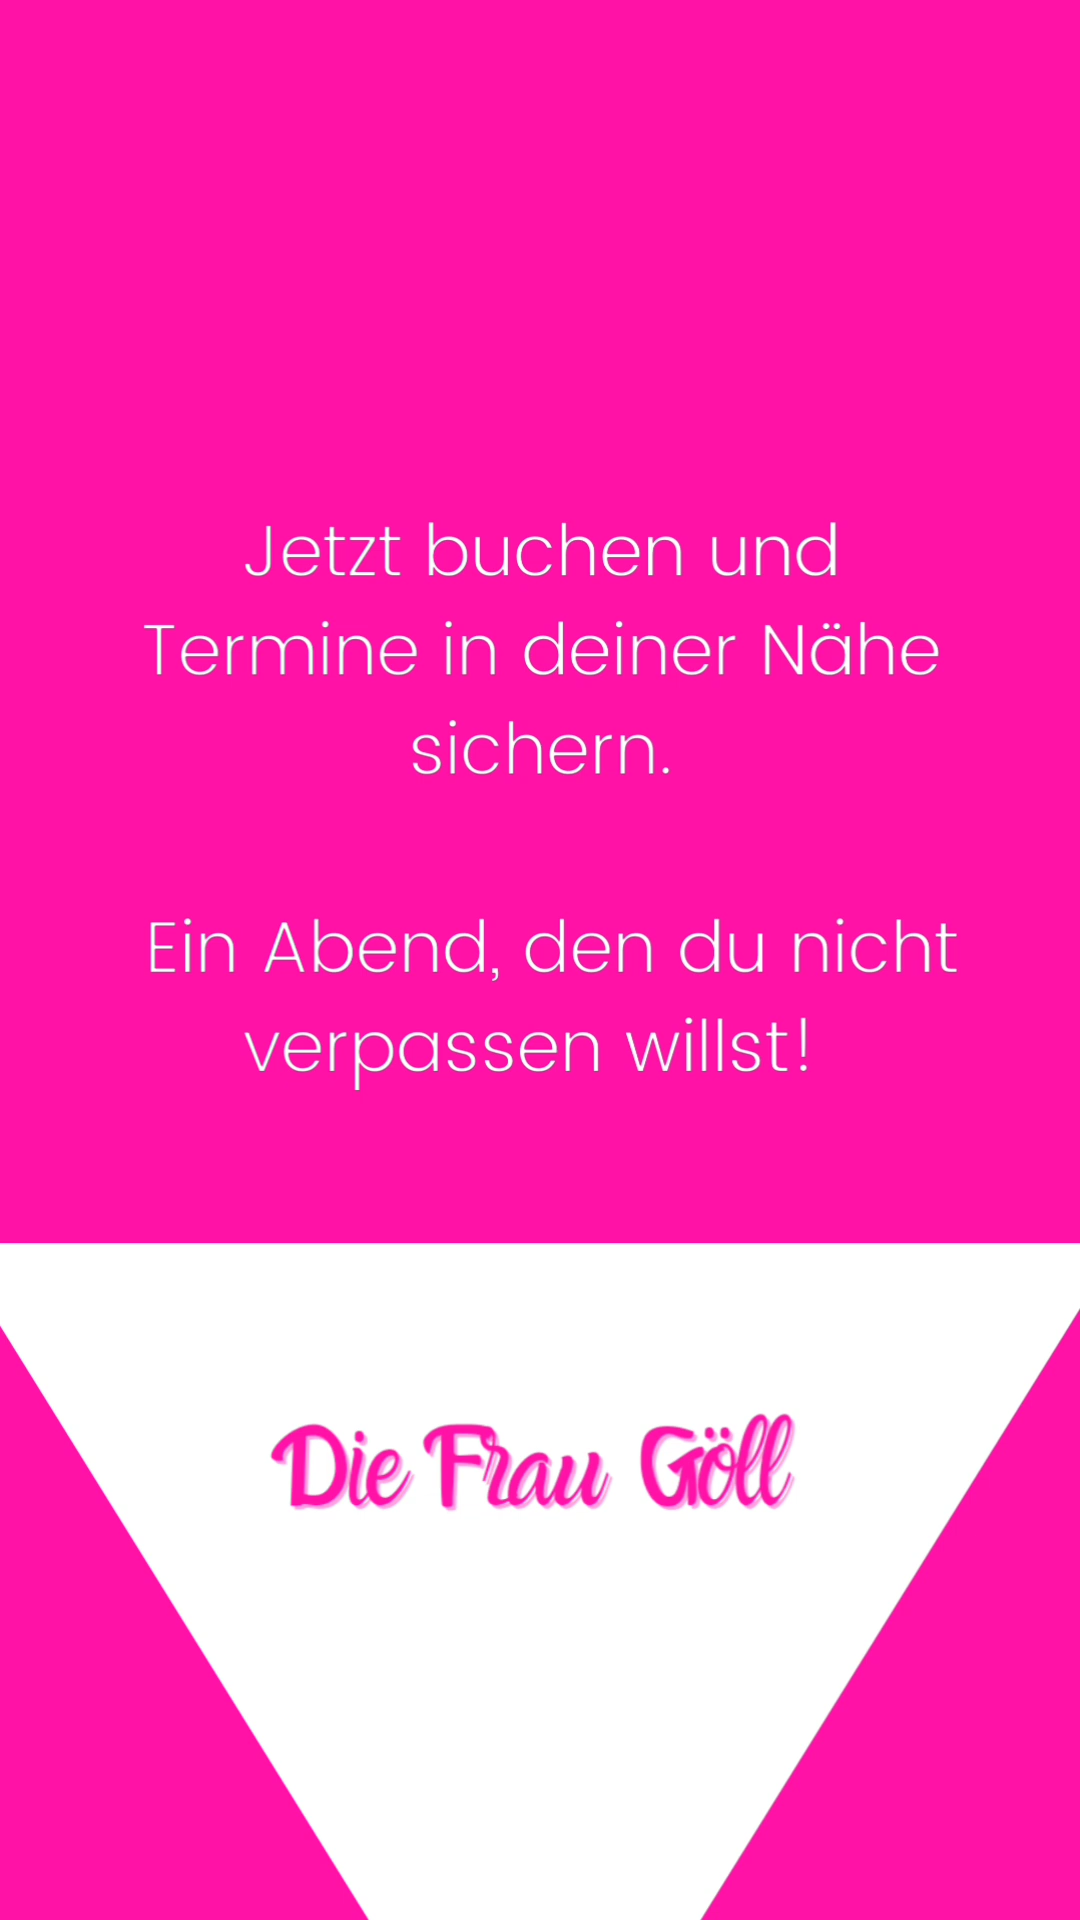 Jetzt buchen und
Termine in deiner Nähe
sichern.
Ein Abend, den du nicht
verpassen willst!
Die Frau Göll